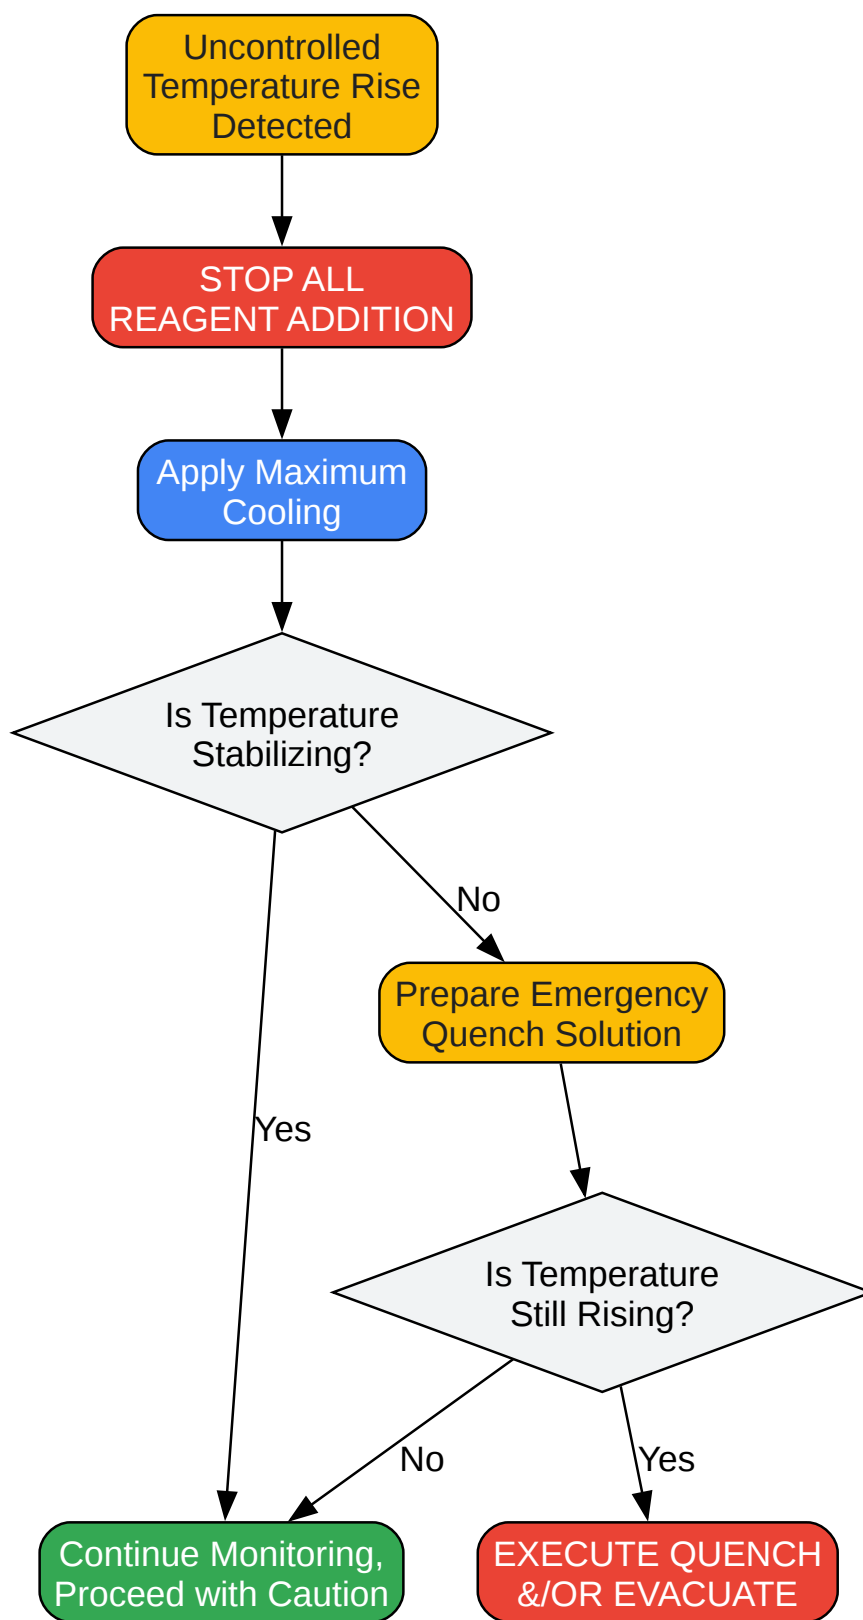 Uncontrolled
Temperature Rise
Detected
STOP ALL
REAGENT ADDITION
Apply Maximum
Cooling
Is Temperature
Stabilizing?
No
Prepare Emergency
Quench Solution
Yes
Is Temperature
Still Rising?
No
Yes
Continue Monitoring,
Proceed with Caution
EXECUTE QUENCH
&/OR EVACUATE